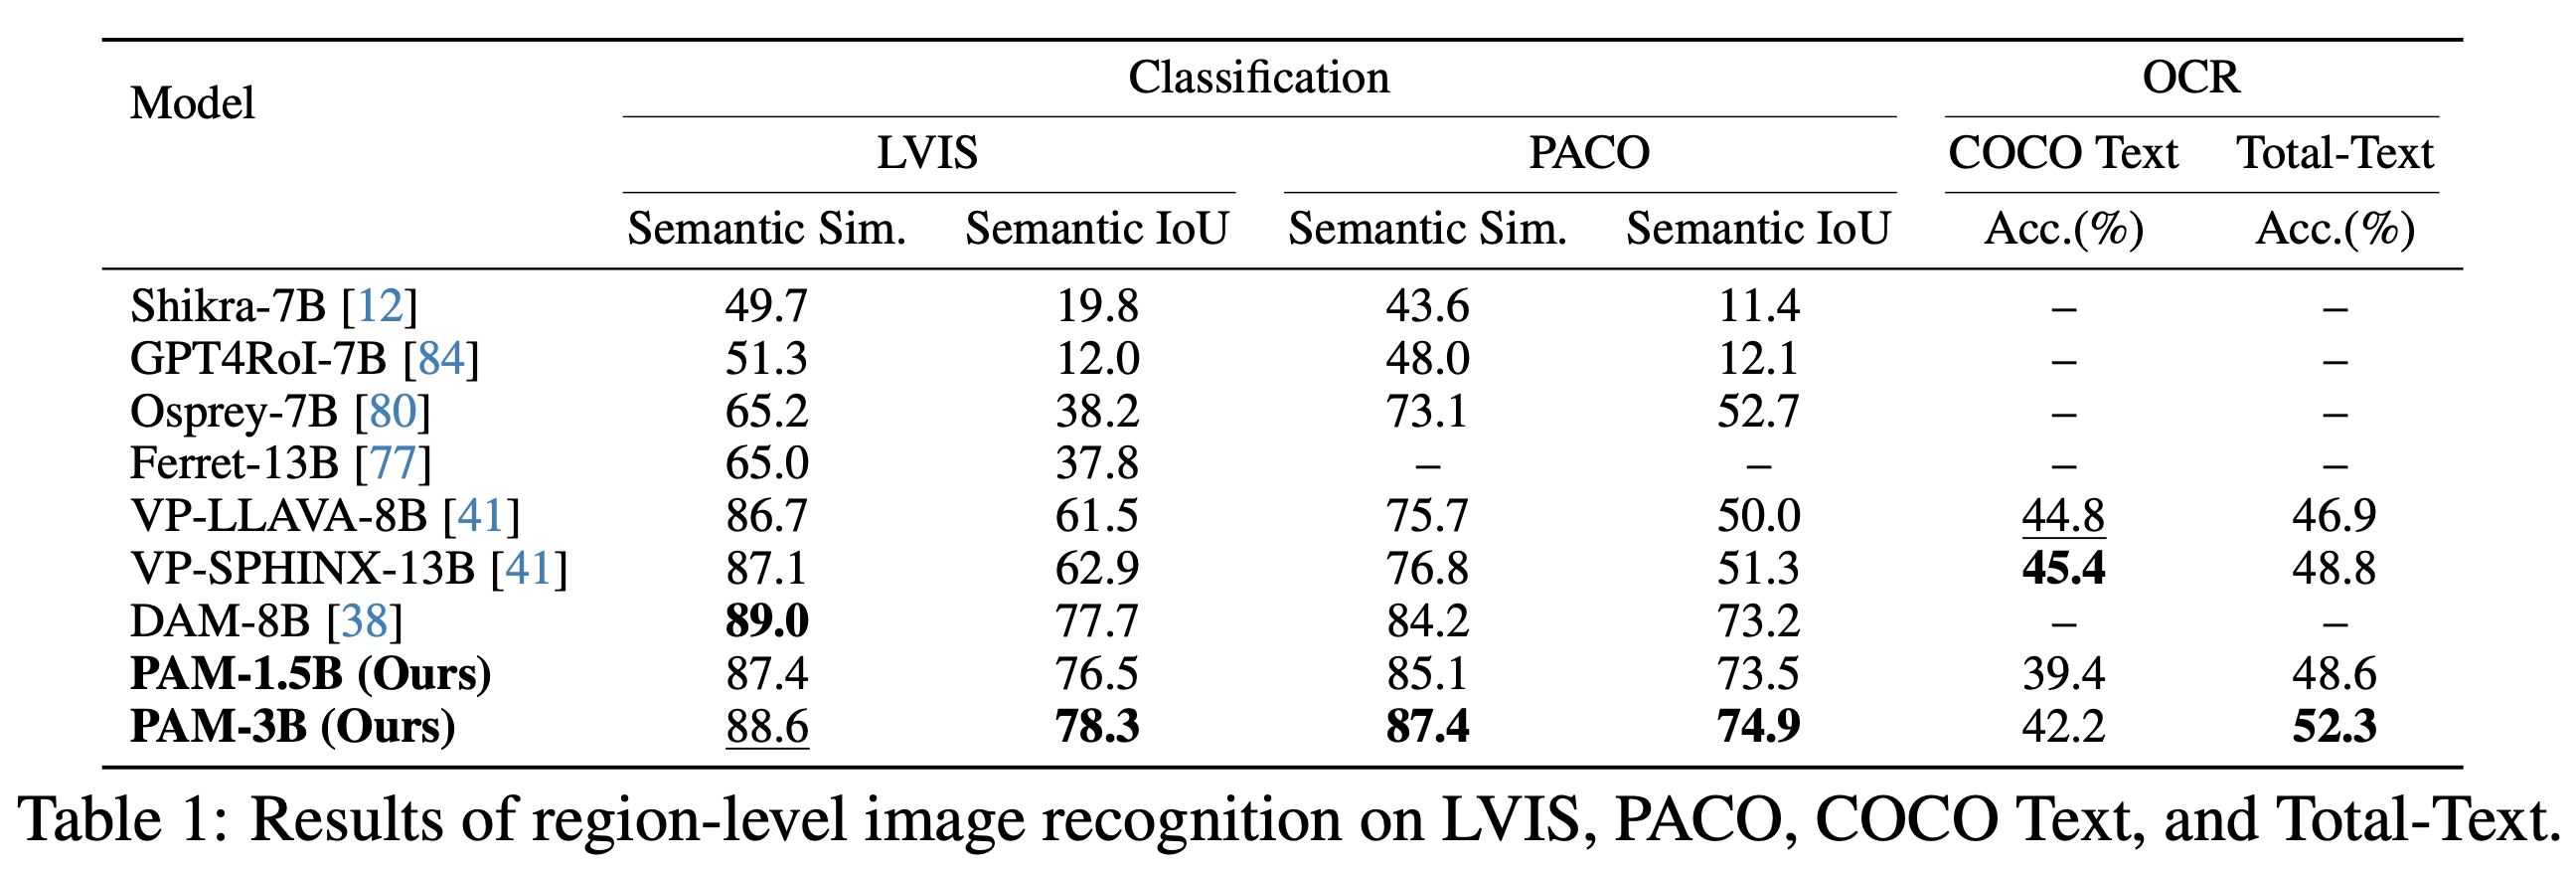 Model Classification OCR
LVIS PACO COCO Text Total-Text
Semantic Sim. Semantic IoU Semantic Sim. Semantic IoU Acc.(%) Acc.(%)
Shikra-7B [12] 49.7 19.8 43.6 11.4 – –
GPT4RoI-7B [84] 51.3 12.0 48.0 12.1 – –
Osprey-7B [80] 65.2 38.2 73.1 52.7 – –
Ferret-13B [77] 65.0 37.8 – – – –
VP-LLAVA-8B [41] 86.7 61.5 75.7 50.0 44.8 46.9
VP-SPHINX-13B [41] 87.1 62.9 76.8 51.3 45.4 48.8
DAM-8B [38] 89.0 77.7 84.2 73.2 – –
PAM-1.5B (Ours) 87.4 76.5 85.1 73.5 39.4 48.6
PAM-3B (Ours) 88.6 78.3 87.4 74.9 42.2 52.3
Table 1: Results of region-level image recognition on LVIS, PACO, COCO Text, and Total-Text.